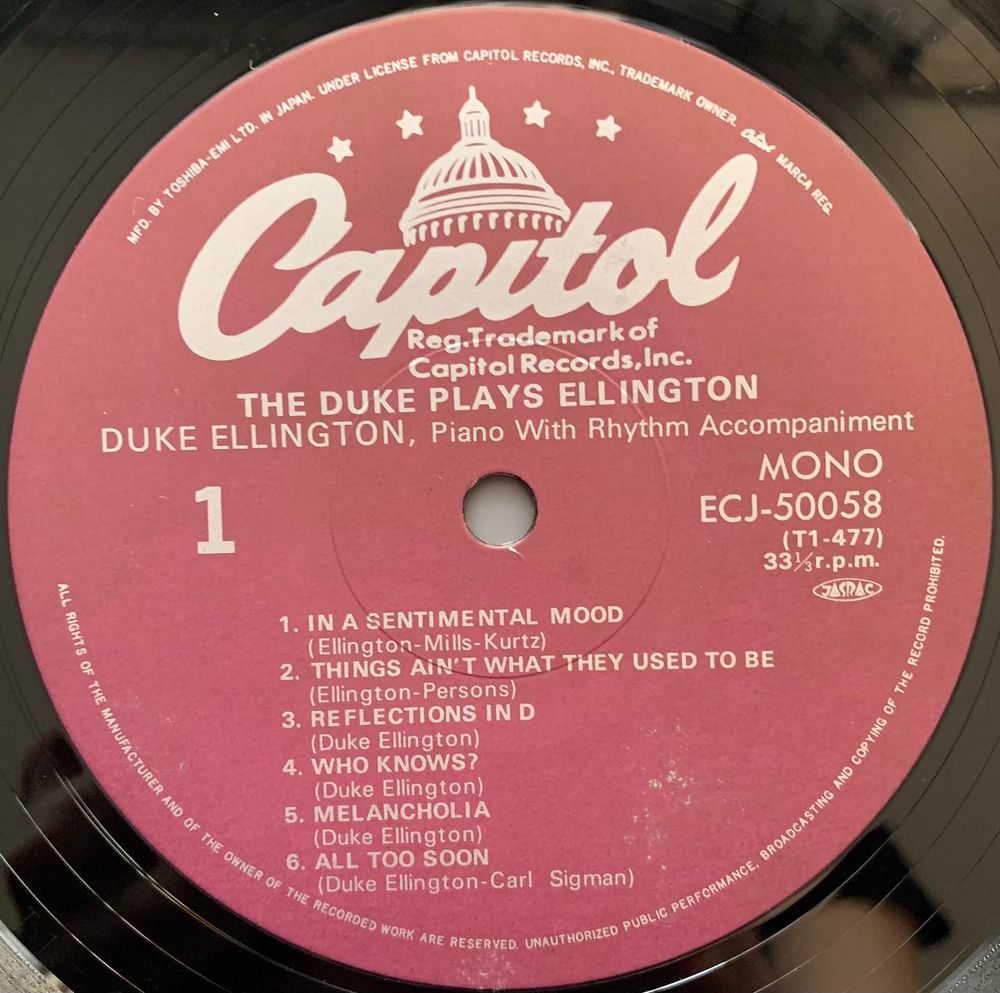 MFD. BY TOSHIBA-EMI LTD. IN JAPAN. UNDER LICENSE FROM CAPITOL RECORDS, INC., TRADEMARK OWNER. Capitol MARCA REG.
Capitol
Reg.Trademark of
Capitol Records,Inc.
THE DUKE PLAYS ELLINGTON
DUKE ELLINGTON, Piano With Rhythm Accompaniment
MONO
ECJ-50058
(T1-477)
33⅓r.p.m.
JASRAC
1
1. IN A SENTIMENTAL MOOD
(Ellington-Mills-Kurtz)
2. THINGS AIN'T WHAT THEY USED TO BE
(Ellington-Persons)
3. REFLECTIONS IN D
(Duke Ellington)
4. WHO KNOWS?
(Duke Ellington)
5. MELANCHOLIA
(Duke Ellington)
6. ALL TOO SOON
(Duke Ellington-Carl Sigman)
ALL RIGHTS OF THE MANUFACTURER AND OF THE OWNER OF THE RECORDED WORK ARE RESERVED. UNAUTHORIZED PUBLIC PERFORMANCE, BROADCASTING AND COPYING OF THE RECORD PROHIBITED.